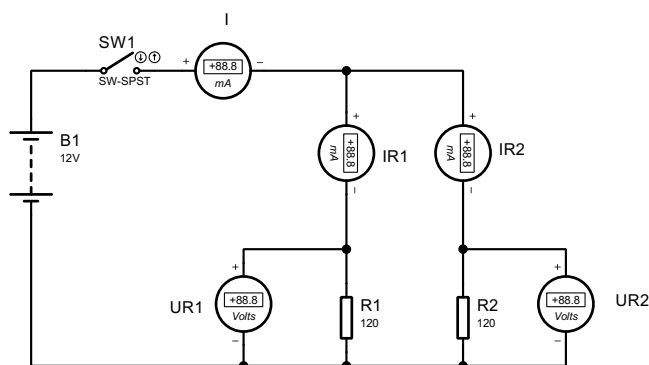 I
SW1
+ +88.8 −
mA
SW-SPST
B1
12V
+ +
+88.8
mA
IR1
+88.8
mA
IR2
− −
+ +
UR1
+88.8
Volts
R1
120
R2
120
+88.8
Volts
UR2
− −